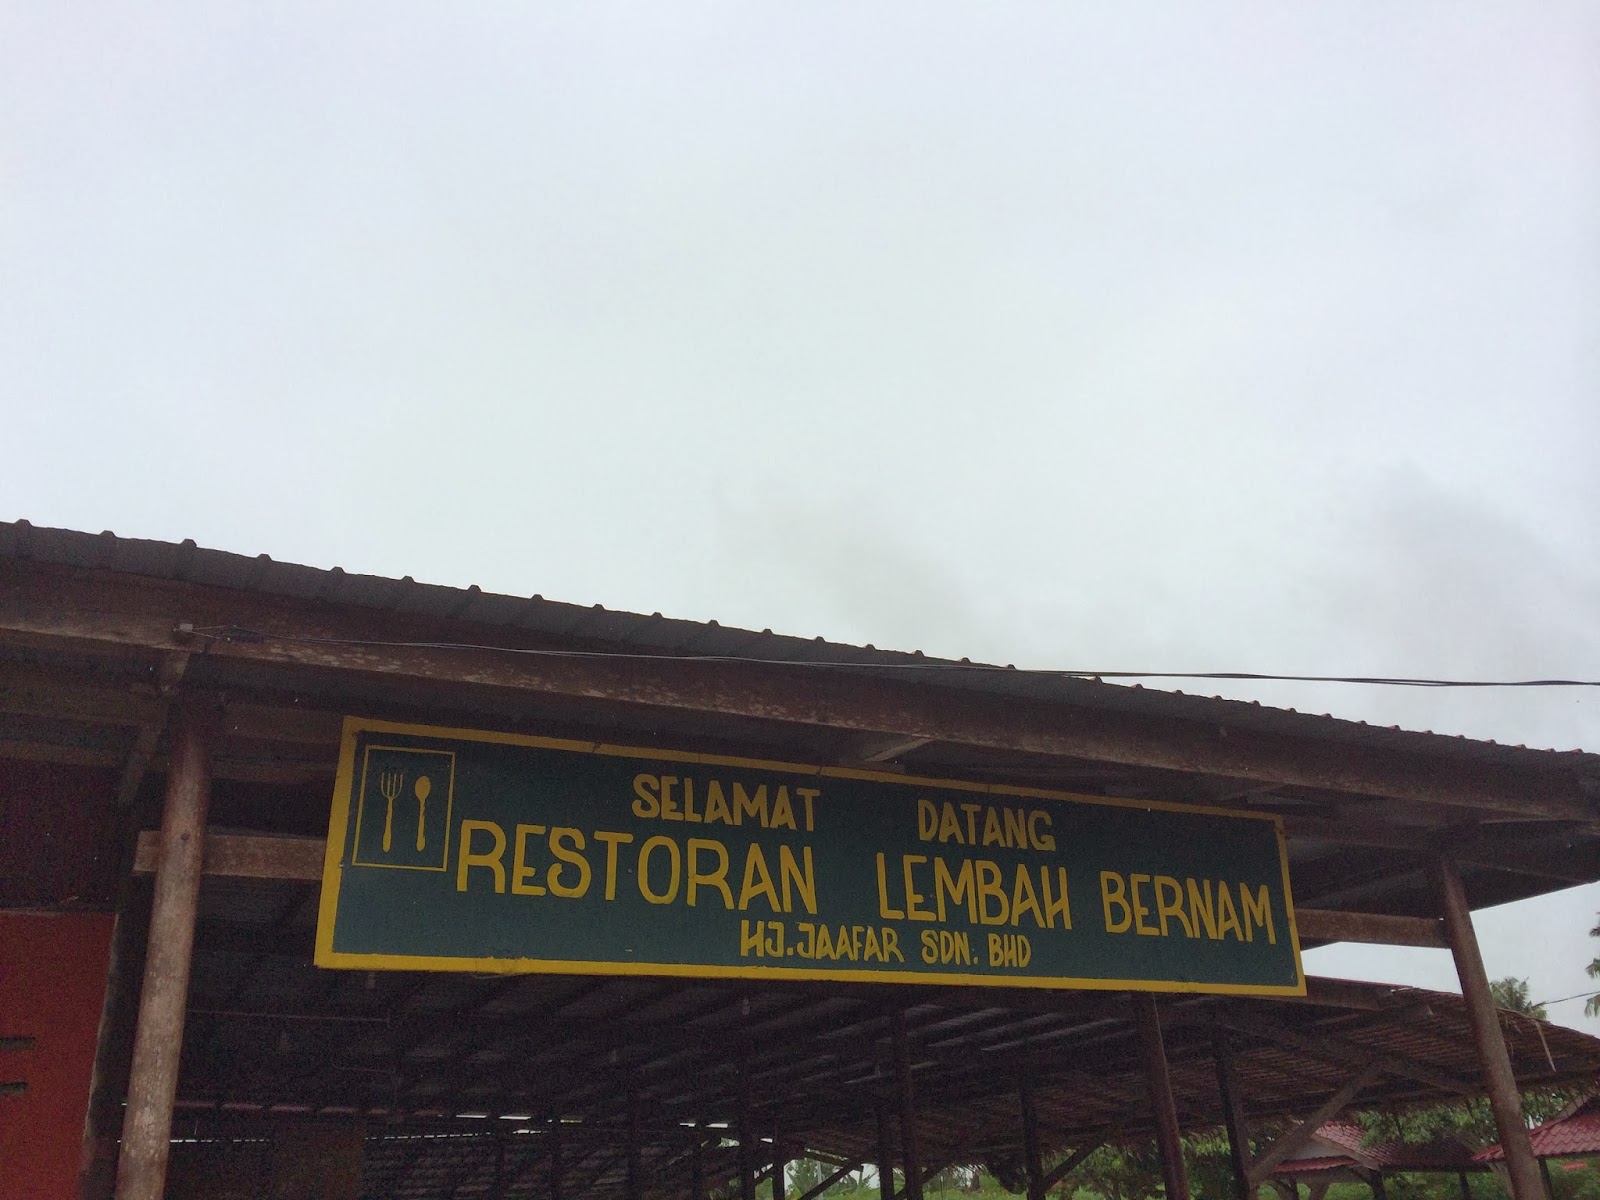 SELAMAT DATANG
RESTORAN LEMBAH BERNAM
HJ.JAAFAR SDN. BHD